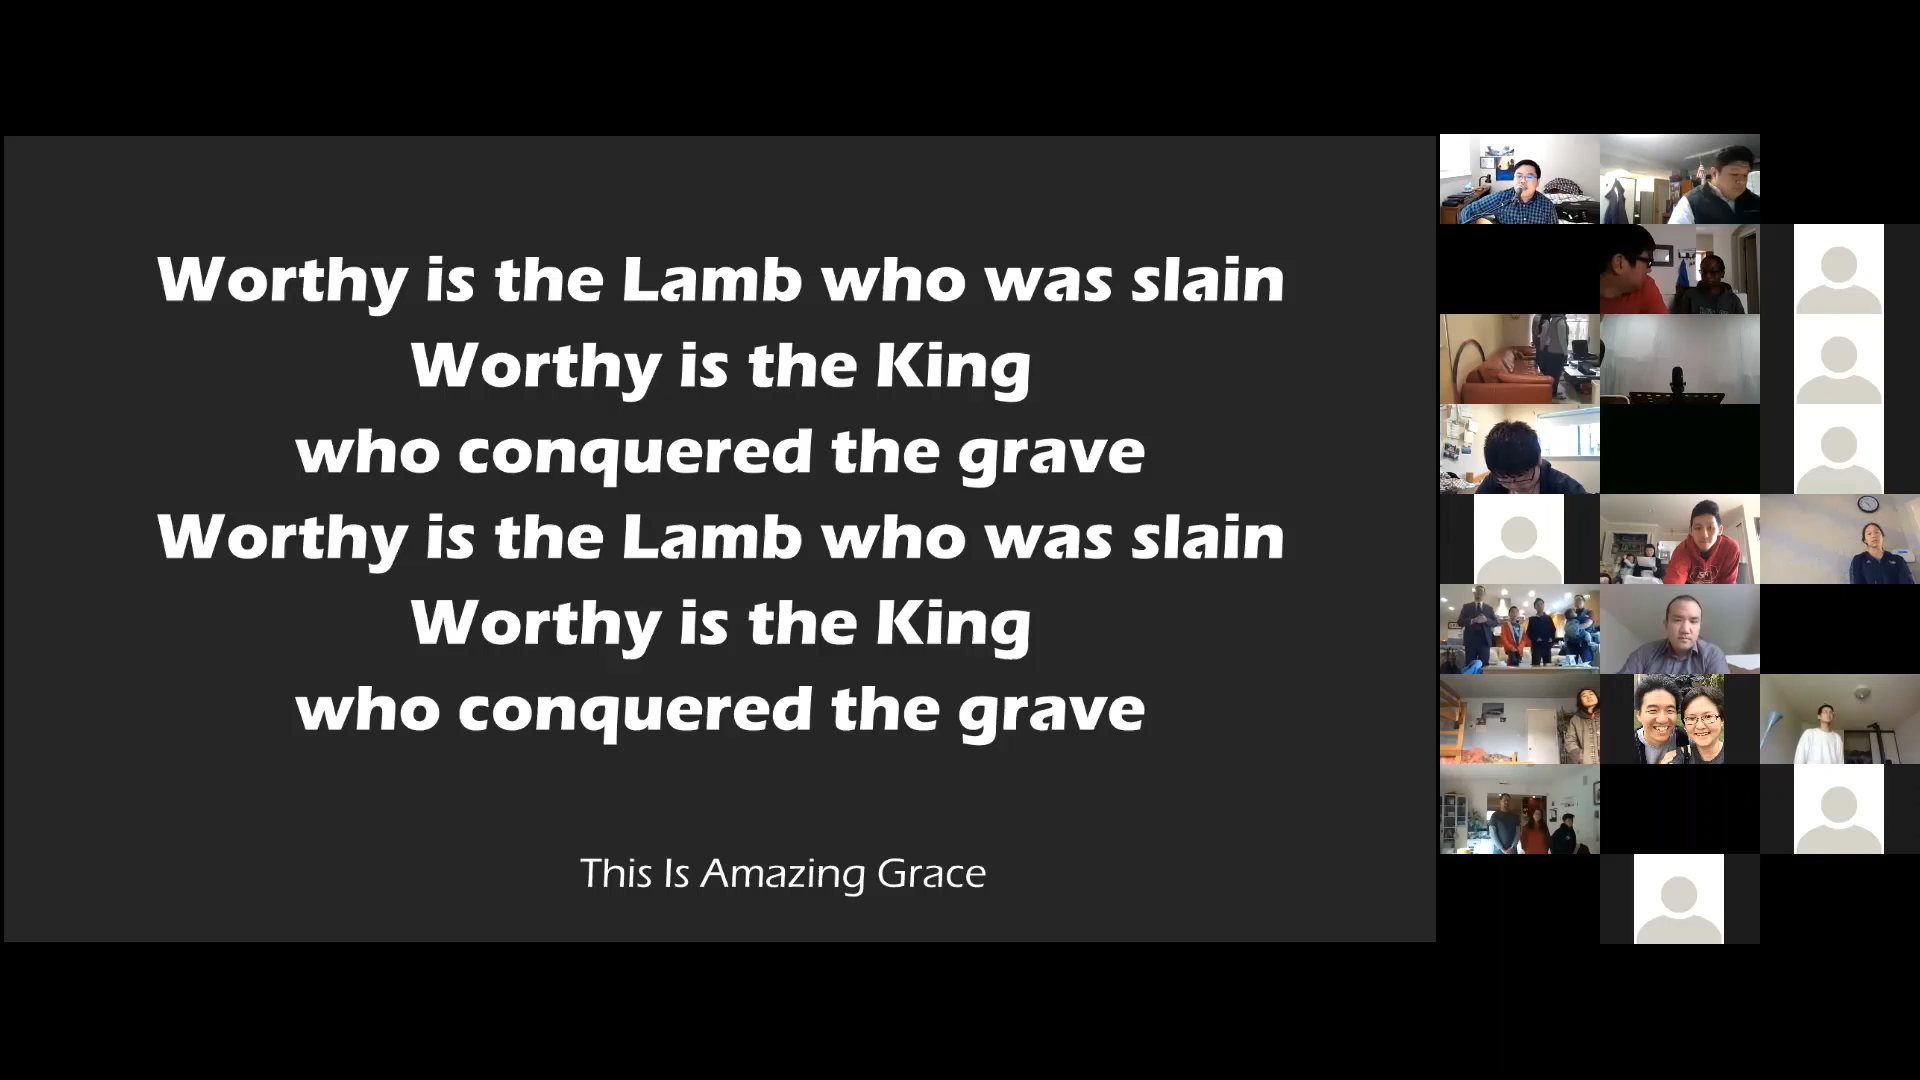 Worthy is the Lamb who was slain
Worthy is the King
who conquered the grave
Worthy is the Lamb who was slain
Worthy is the King
who conquered the grave
This Is Amazing Grace